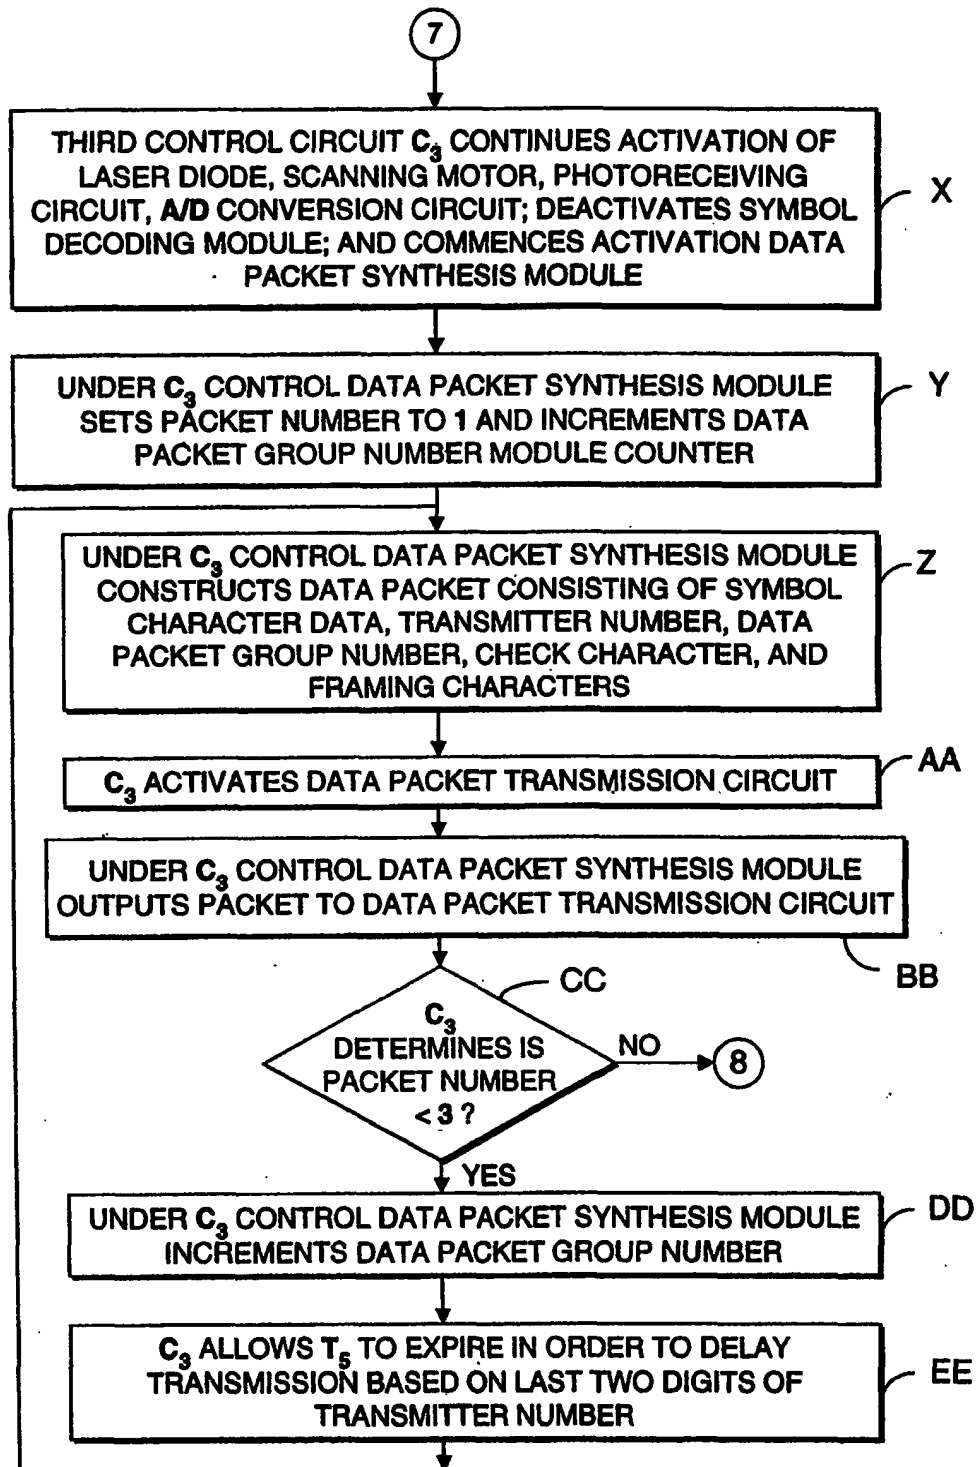 7
THIRD CONTROL CIRCUIT C₃ CONTINUES ACTIVATION OF
LASER DIODE, SCANNING MOTOR, PHOTORECEIVING
CIRCUIT, A/D CONVERSION CIRCUIT; DEACTIVATES SYMBOL
DECODING MODULE; AND COMMENCES ACTIVATION DATA
PACKET SYNTHESIS MODULE
X
UNDER C₃ CONTROL DATA PACKET SYNTHESIS MODULE
SETS PACKET NUMBER TO 1 AND INCREMENTS DATA
PACKET GROUP NUMBER MODULE COUNTER
Y
UNDER C₃ CONTROL DATA PACKET SYNTHESIS MODULE
CONSTRUCTS DATA PACKET CONSISTING OF SYMBOL
CHARACTER DATA, TRANSMITTER NUMBER, DATA
PACKET GROUP NUMBER, CHECK CHARACTER, AND
FRAMING CHARACTERS
Z
C₃ ACTIVATES DATA PACKET TRANSMISSION CIRCUIT
AA
UNDER C₃ CONTROL DATA PACKET SYNTHESIS MODULE
OUTPUTS PACKET TO DATA PACKET TRANSMISSION CIRCUIT
BB
C₃
DETERMINES IS
PACKET NUMBER
< 3 ?
CC
NO
8
YES
UNDER C₃ CONTROL DATA PACKET SYNTHESIS MODULE
INCREMENTS DATA PACKET GROUP NUMBER
DD
C₃ ALLOWS T₅ TO EXPIRE IN ORDER TO DELAY
TRANSMISSION BASED ON LAST TWO DIGITS OF
TRANSMITTER NUMBER
EE